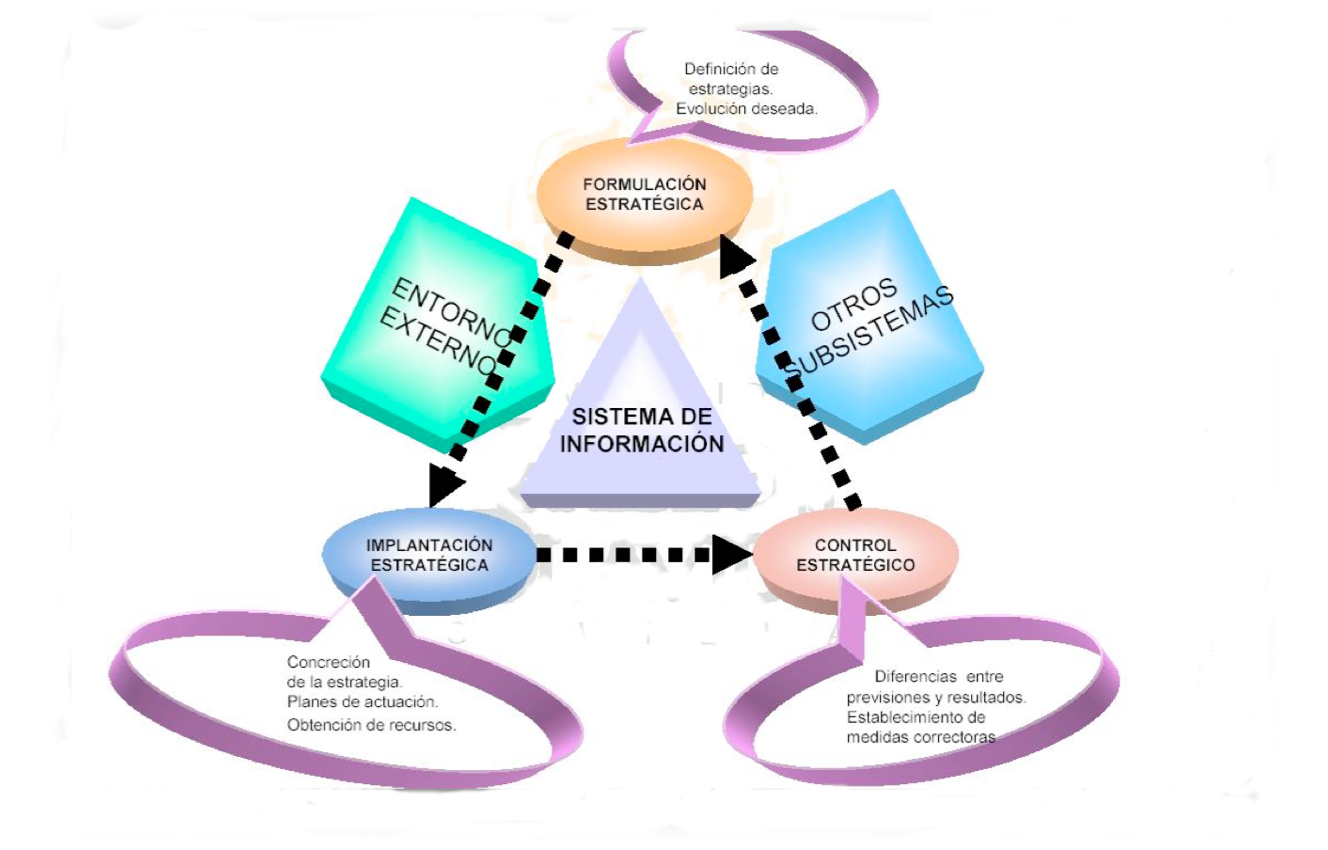 Definición de
estrategias.
Evolución deseada.
FORMULACIÓN
ESTRATÉGICA
ENTORNO
EXTERNO
OTROS
SUBSISTEMAS
SISTEMA DE
INFORMACIÓN
IMPLANTACIÓN
ESTRATÉGICA
CONTROL
ESTRATÉGICO
Concreción
de la estrategia.
Planes de actuación.
Obtención de recursos.
Diferencias entre
previsiones y resultados.
Establecimiento de
medidas correctoras